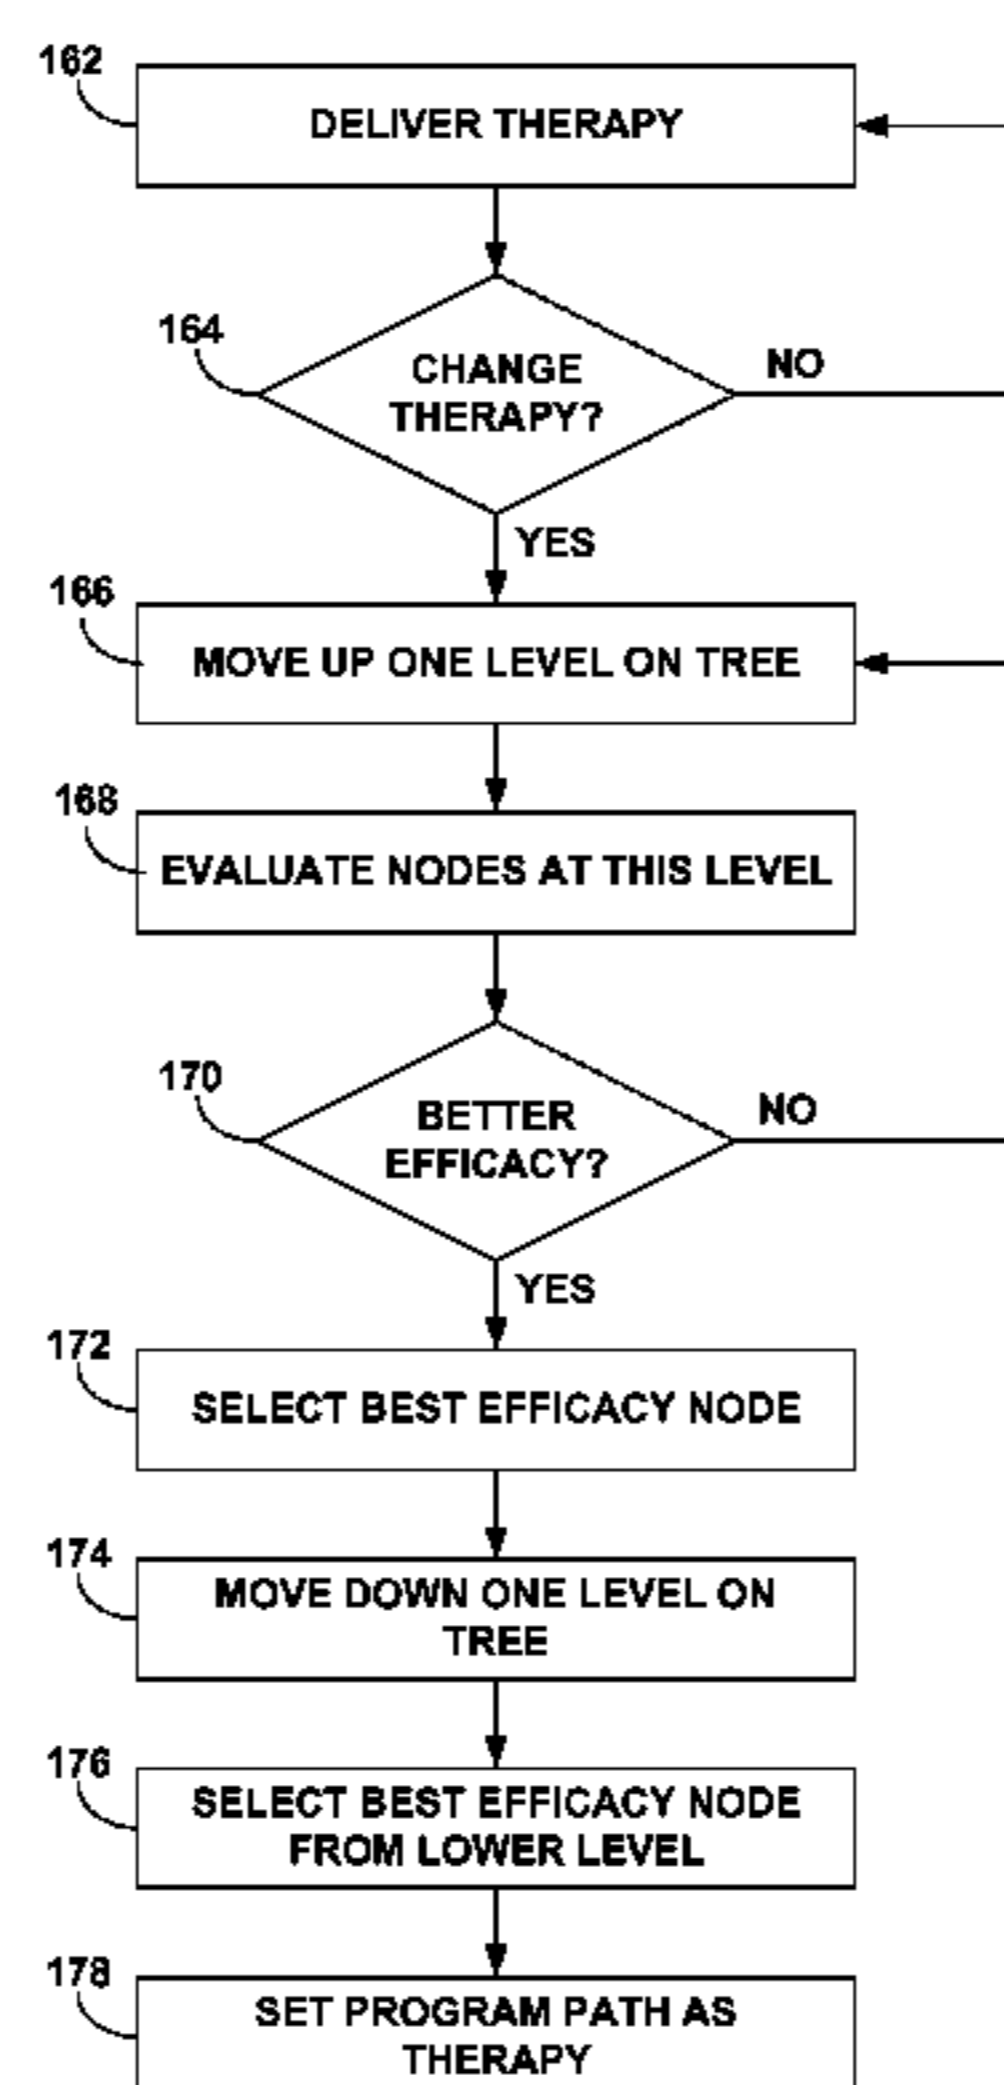 162
DELIVER THERAPY
164
CHANGE
THERAPY?
NO
YES
166
MOVE UP ONE LEVEL ON TREE
168
EVALUATE NODES AT THIS LEVEL
170
BETTER
EFFICACY?
NO
YES
172
SELECT BEST EFFICACY NODE
174
MOVE DOWN ONE LEVEL ON
TREE
176
SELECT BEST EFFICACY NODE
FROM LOWER LEVEL
178
SET PROGRAM PATH AS
THERAPY